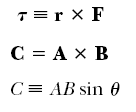 τ ≡ r × F
C = A × B
C ≡ AB sin θ